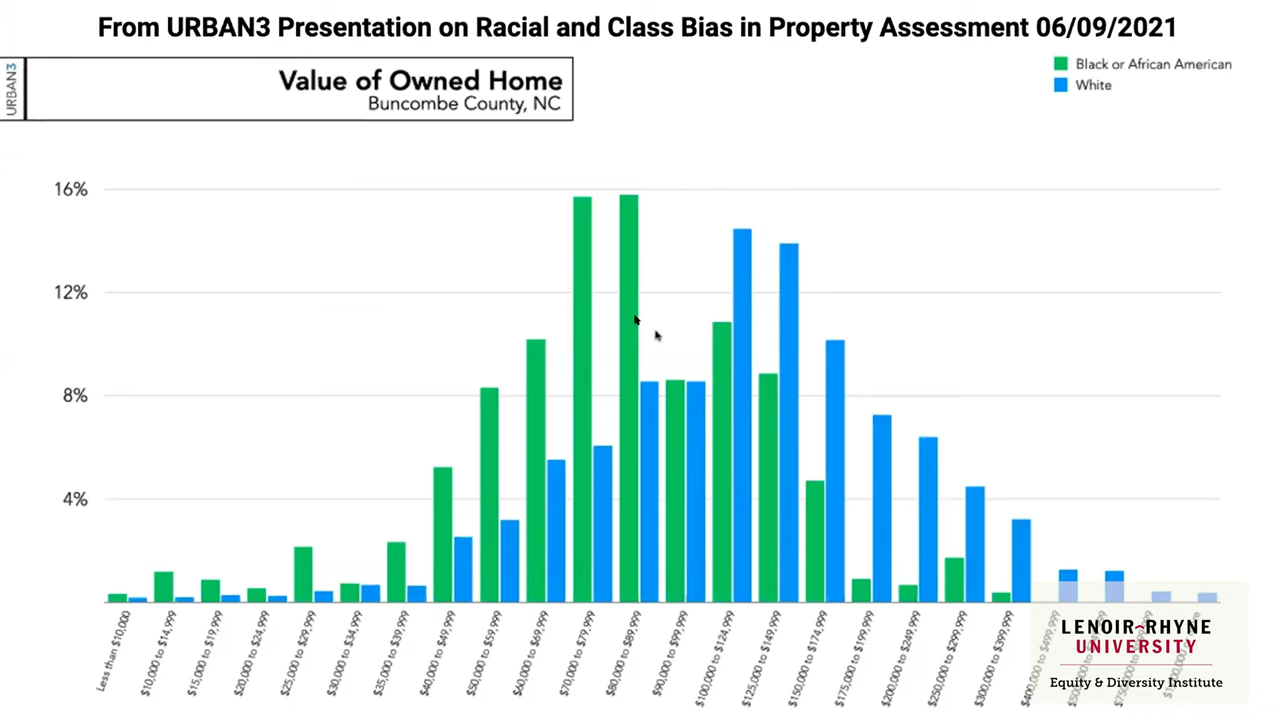 From URBAN3 Presentation on Racial and Class Bias in Property Assessment 06/09/2021
URBAN3
Value of Owned Home
Buncombe County, NC
Black or African American
White
16%
12%
8%
4%
Less than $10,000
$10,000 to $14,999
$15,000 to $19,999
$20,000 to $24,999
$25,000 to $29,999
$30,000 to $34,999
$35,000 to $39,999
$40,000 to $49,999
$50,000 to $59,999
$60,000 to $69,999
$70,000 to $79,999
$80,000 to $89,999
$90,000 to $99,999
$100,000 to $124,999
$125,000 to $149,999
$150,000 to $174,999
$175,000 to $199,999
$200,000 to $249,999
$250,000 to $299,999
$300,000 to $399,999
$400,000 to $499,999
LENOIR-RHYNE
UNIVERSITY
Equity & Diversity Institute